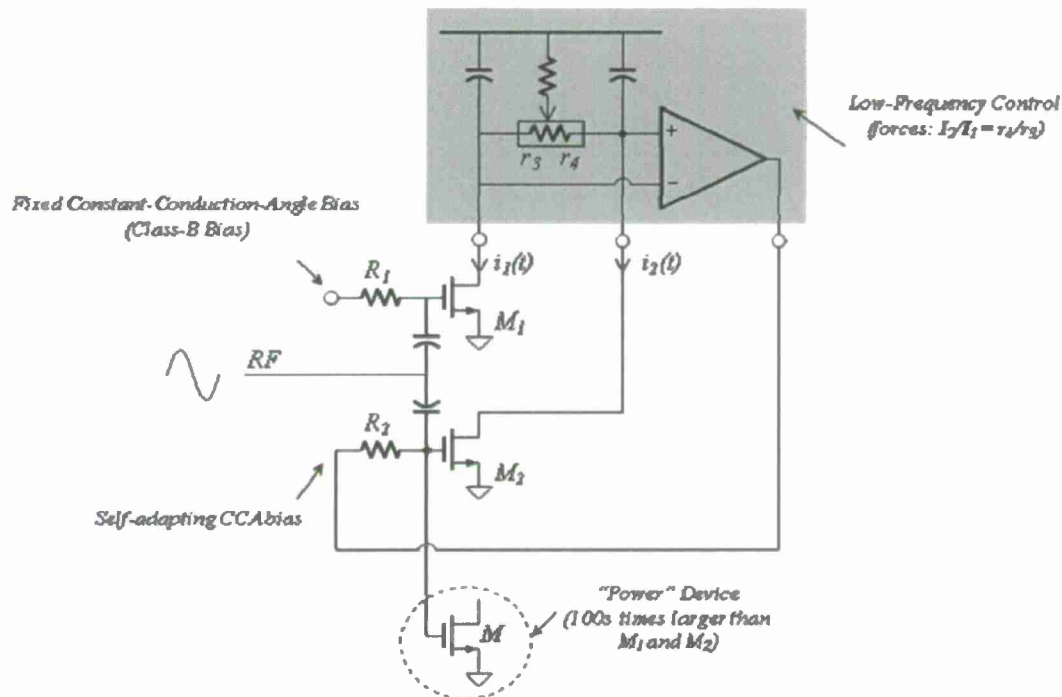 Low-Frequency Control
(forces: I₂/I₁=r₄/r₃)
+
r₃ r₄
−
Fixed Constant-Conduction-Angle Bias
(Class-B Bias)
i₁(t)
i₂(t)
R₁
M₁
RF
R₂
M₂
Self-adapting CCA bias
"Power" Device
(100s times larger than
M₁ and M₂)
M